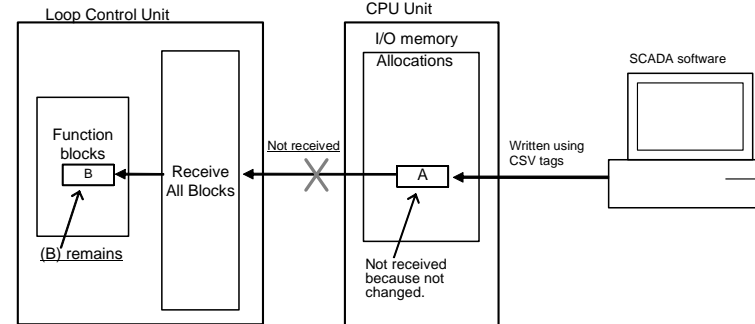 Loop Control Unit
CPU Unit
I/O memory
Allocations
SCADA software
Function
blocks
B
Receive
All Blocks
Not received
A
Written using
CSV tags
(B) remains
Not received
because not
changed.